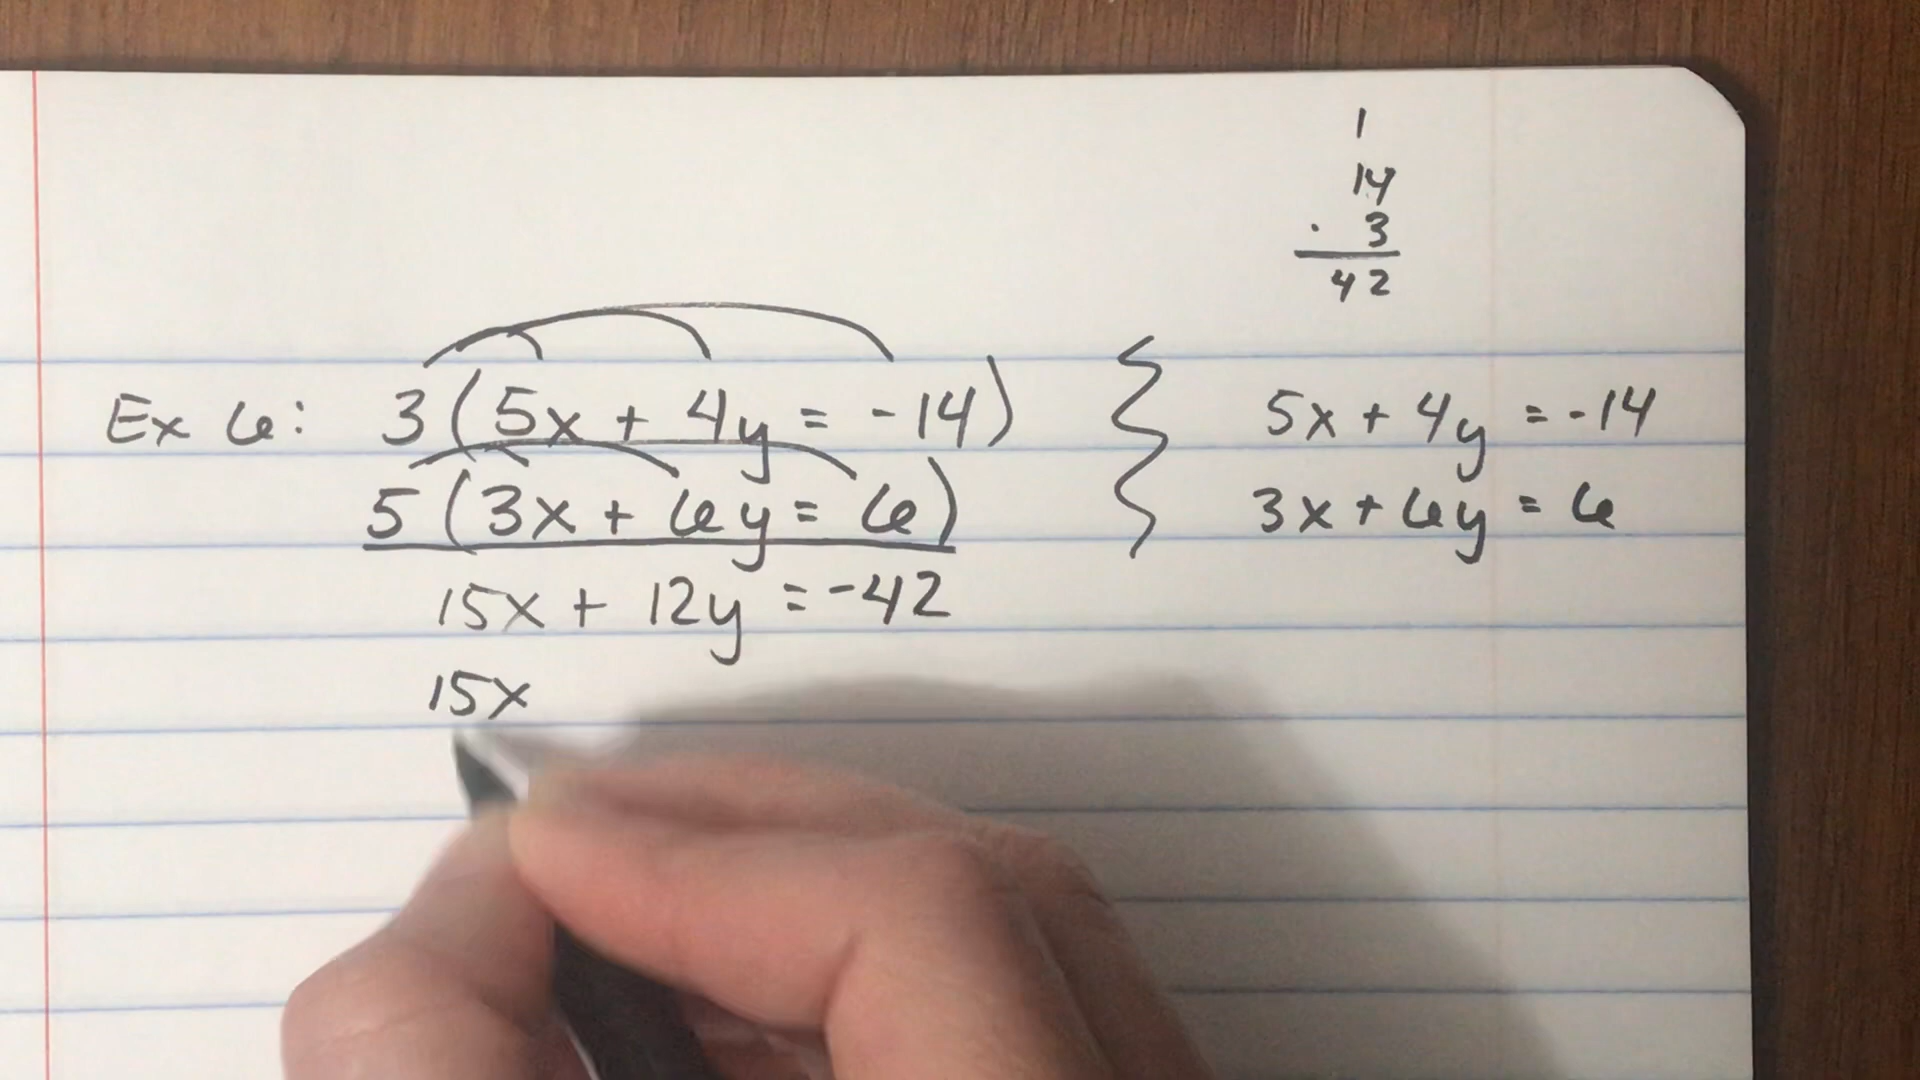 1
14
· 3
42
Ex 6: 3(5x + 4y = -14) } 5x + 4y = -14
5(3x + 6y = 6) 3x + 6y = 6
15x + 12y = -42
15x